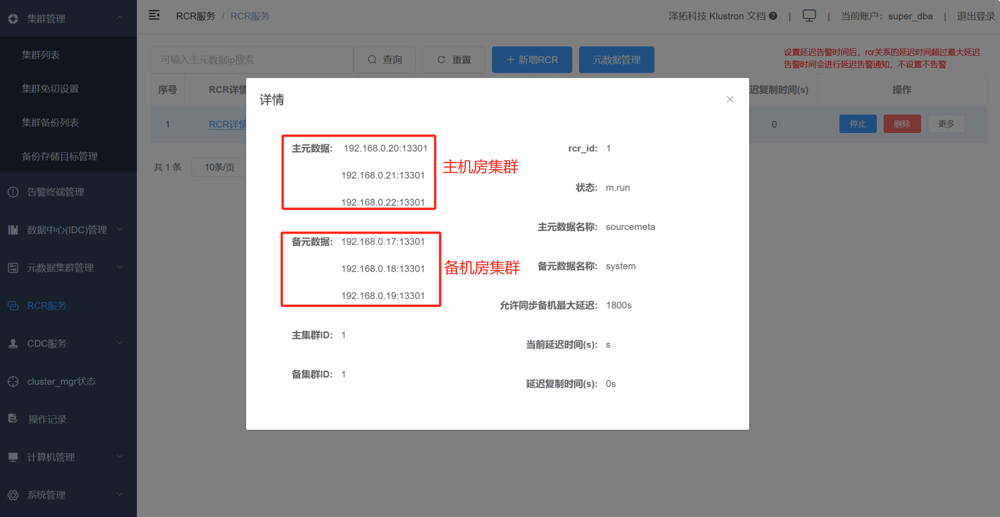 集群管理
集群列表
集群免切设置
集群备份列表
备份存储目标管理
告警终端管理
数据中心(IDC)管理
元数据集群管理
RCR服务
CDC服务
cluster_mgr状态
操作记录
计算机管理
系统管理
RCR服务 / RCR服务
泽拓科技 Klustron 文档 ? | | 当前账户：super_dba | 退出登录
可输入主元数据ip搜索 查询 重置 + 新增RCR 元数据管理
设置延迟告警时间后，rcr关系的延迟时间超过最大延迟
告警时间会进行延迟告警通知，不设置不告警
序号 RCR详情 迟复制时间(s) 操作
1 RCR详情 0 停止 删除 更多
共 1 条 10条/页
详情
主元数据: 192.168.0.20:13301
192.168.0.21:13301
192.168.0.22:13301
主机房集群
备元数据: 192.168.0.17:13301
192.168.0.18:13301
192.168.0.19:13301
备机房集群
主集群ID: 1
备集群ID: 1
rcr_id: 1
状态: m.run
主元数据名称: sourcemeta
备元数据名称: system
允许同步备机最大延迟: 1800s
当前延迟时间(s): s
延迟复制时间(s): 0s